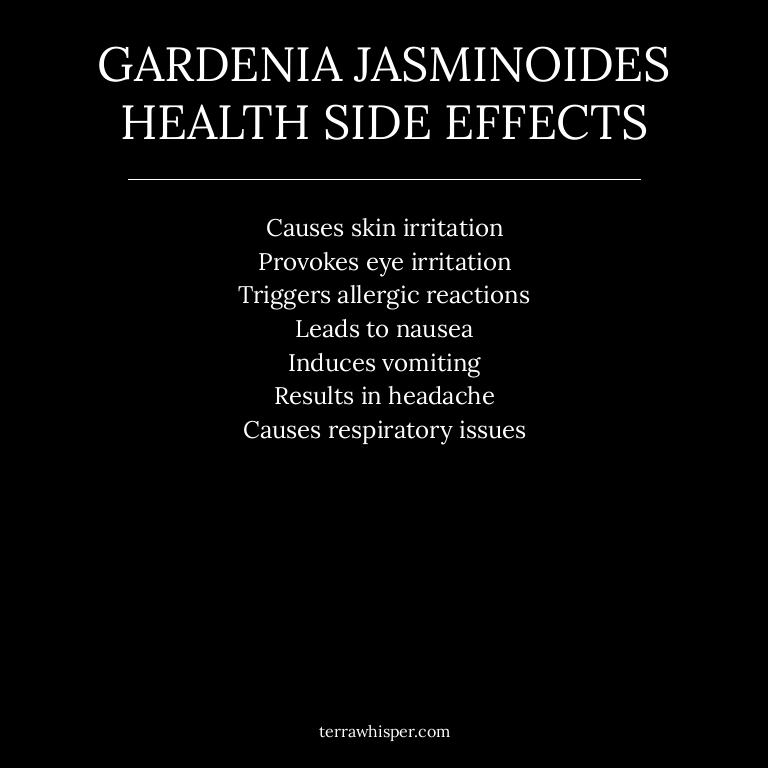 GARDENIA JASMINOIDES
HEALTH SIDE EFFECTS
Causes skin irritation
Provokes eye irritation
Triggers allergic reactions
Leads to nausea
Induces vomiting
Results in headache
Causes respiratory issues
terrawhisper.com